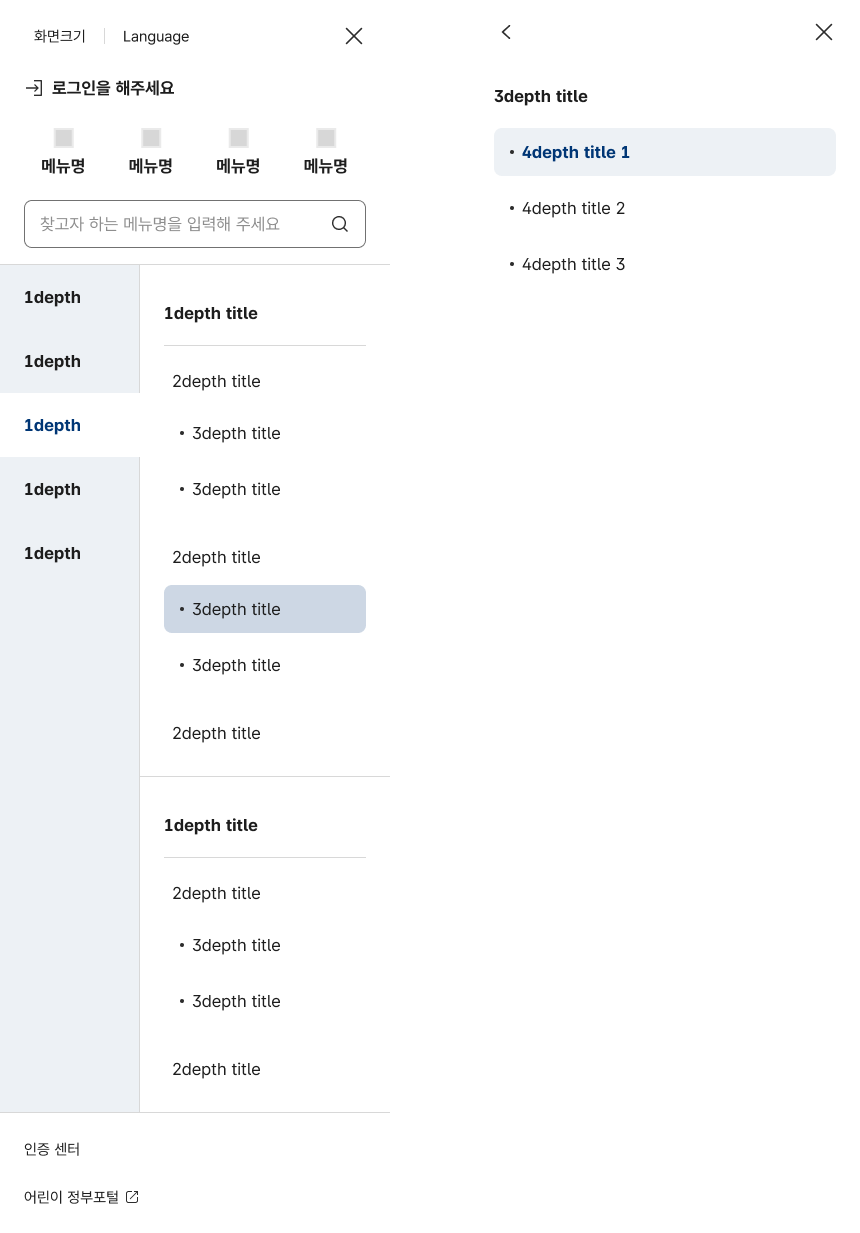 화면크기
Language
로그인을 해주세요
메뉴명 메뉴명 메뉴명 메뉴명
찾고자 하는 메뉴명을 입력해 주세요
1depth
1depth
1depth
1depth
1depth
1depth title
2depth title
• 3depth title
• 3depth title
2depth title
• 3depth title
• 3depth title
2depth title
1depth title
2depth title
• 3depth title
• 3depth title
2depth title
인증 센터
어린이 정부포털
3depth title
• 4depth title 1
• 4depth title 2
• 4depth title 3